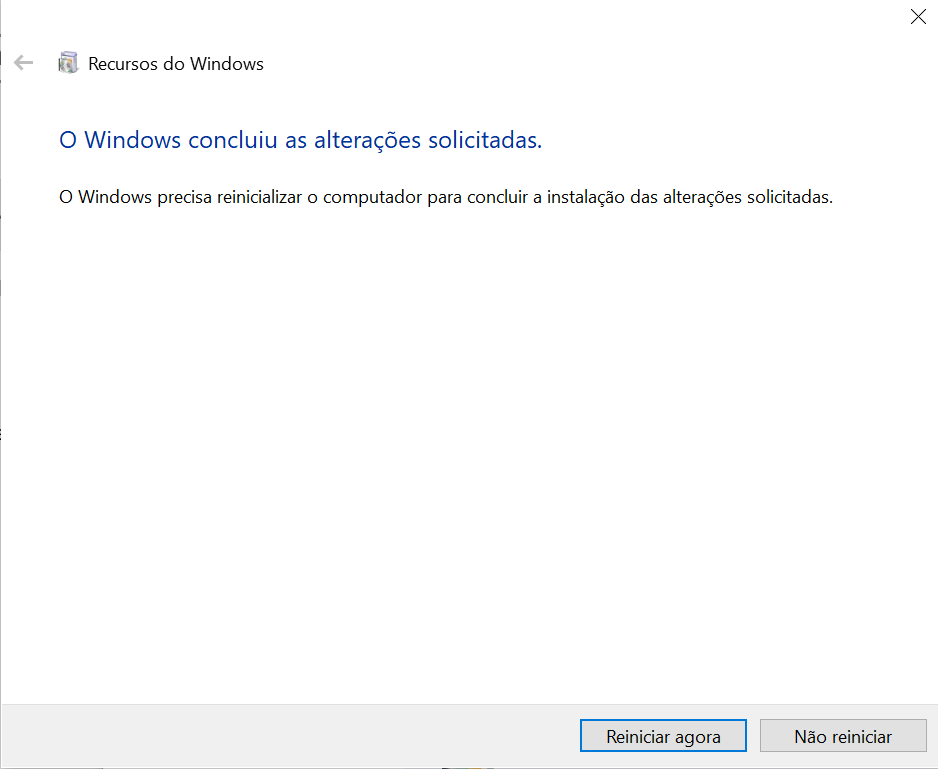 Recursos do Windows
O Windows concluiu as alterações solicitadas.
O Windows precisa reinicializar o computador para concluir a instalação das alterações solicitadas.
Reiniciar agora
Não reiniciar